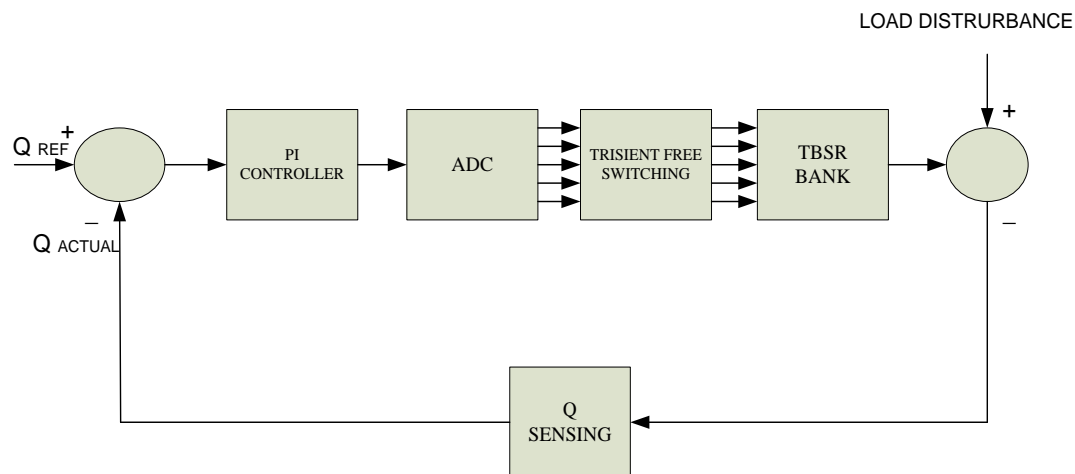 LOAD DISTRURBANCE
+
+
Q REF
PI
CONTROLLER
ADC
TRISIENT FREE
SWITCHING
TBSR
BANK
−
−
Q ACTUAL
Q
SENSING